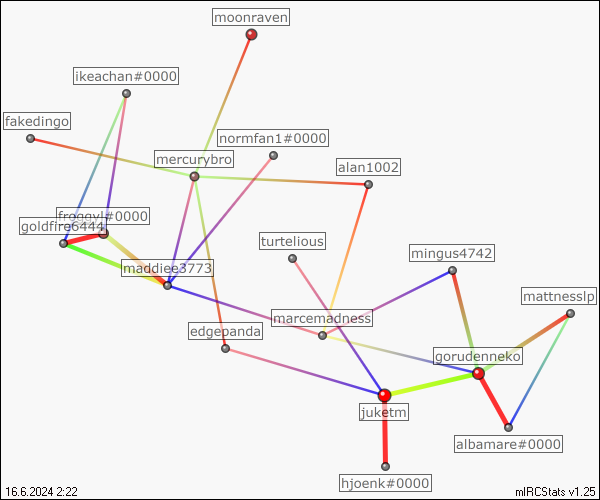 moonraven
ikeachan#0000
fakedingo
normfan1#0000
mercurybro
alan1002
froggyl#0000
goldfire6444
turtelious
mingus4742
maddiee3773
mattnesslp
marcemadness
edgepanda
gorudenneko
juketm
albamare#0000
hjoenk#0000
16.6.2024 2:22
mIRCStats v1.25